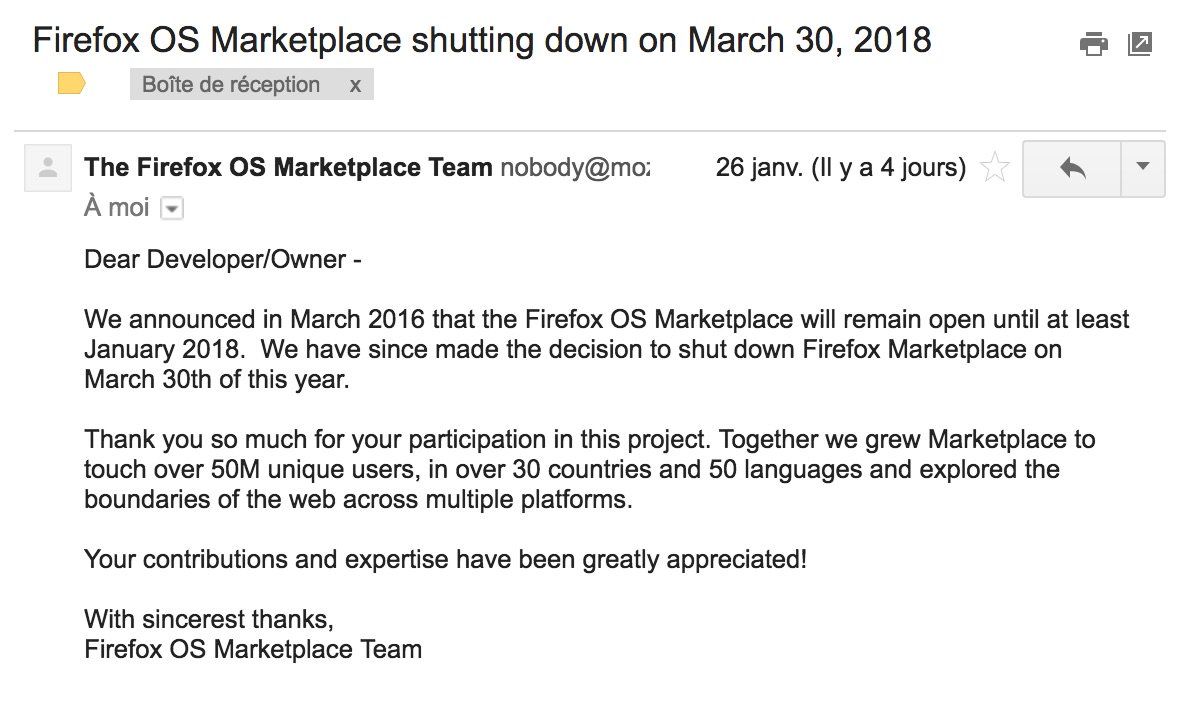 Firefox OS Marketplace shutting down on March 30, 2018
Boîte de réception x
The Firefox OS Marketplace Team nobody@moz 26 janv. (Il y a 4 jours)
À moi
Dear Developer/Owner -
We announced in March 2016 that the Firefox OS Marketplace will remain open until at least
January 2018.  We have since made the decision to shut down Firefox Marketplace on
March 30th of this year.
Thank you so much for your participation in this project. Together we grew Marketplace to
touch over 50M unique users, in over 30 countries and 50 languages and explored the
boundaries of the web across multiple platforms.
Your contributions and expertise have been greatly appreciated!
With sincerest thanks,
Firefox OS Marketplace Team